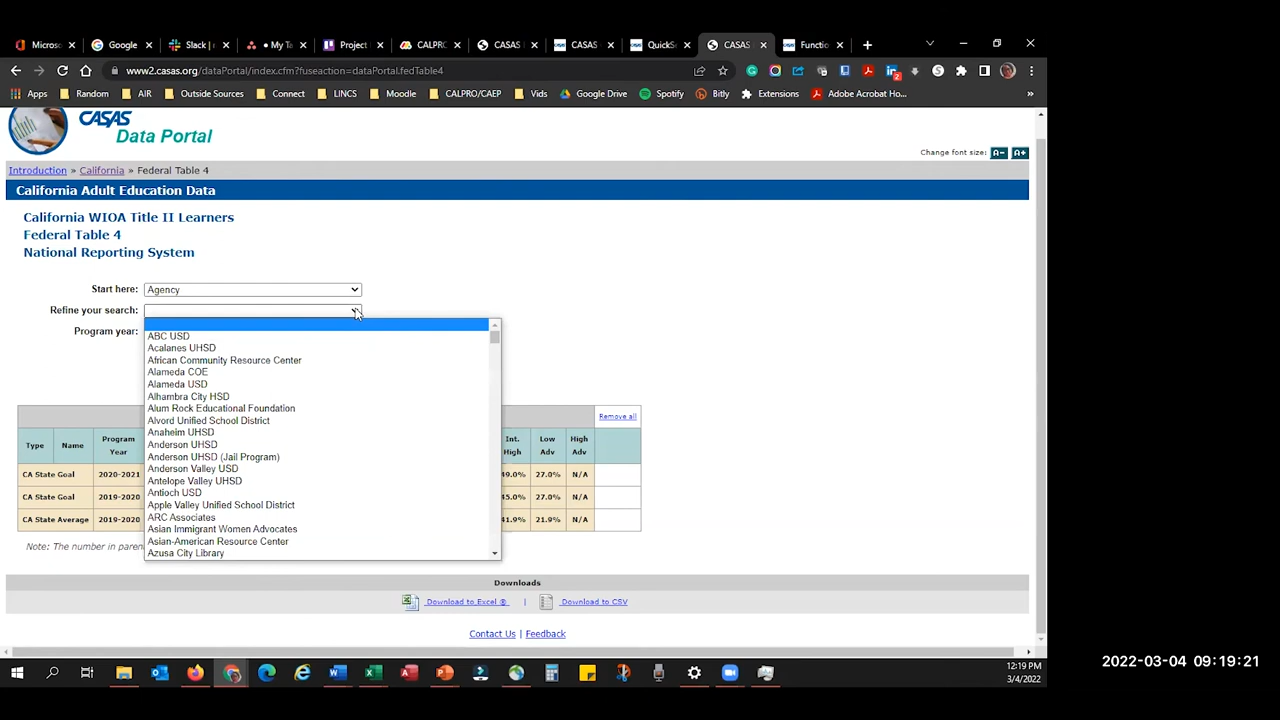 Micros
Google
Slack |
• My Ta
Project
CALPRO
CASAS
CASAS
QuickS
CASAS
Functio
www2.casas.org/dataPortal/index.cfm?fuseaction=dataPortal.fedTable4
Apps
Random
AIR
Outside Sources
Connect
LINCS
Moodle
CALPRO/CAEP
Vids
Google Drive
Spotify
Bitly
Extensions
Adobe Acrobat Ho...
»
CASAS
Data Portal
Change font size: A- A+
Introduction » California » Federal Table 4
California Adult Education Data
California WIOA Title II Learners
Federal Table 4
National Reporting System
Start here: Agency
Refine your search:
Program year:
ABC USD
Acalanes UHSD
African Community Resource Center
Alameda COE
Alameda USD
Alhambra City HSD
Alum Rock Educational Foundation
Alvord Unified School District
Anaheim UHSD
Anderson UHSD
Anderson UHSD (Jail Program)
Anderson Valley USD
Antelope Valley UHSD
Antioch USD
Apple Valley Unified School District
ARC Associates
Asian Immigrant Women Advocates
Asian-American Resource Center
Azusa City Library
Remove all
Type Name Program Year Int. High Low Adv High Adv
CA State Goal 2020-2021 49.0% 27.0% N/A
CA State Goal 2019-2020 45.0% 27.0% N/A
CA State Average 2019-2020 41.9% 21.9% N/A
Note: The number in paren
Downloads
Download to Excel ® | Download to CSV
Contact Us | Feedback
12:19 PM
3/4/2022
2022-03-04 09:19:21